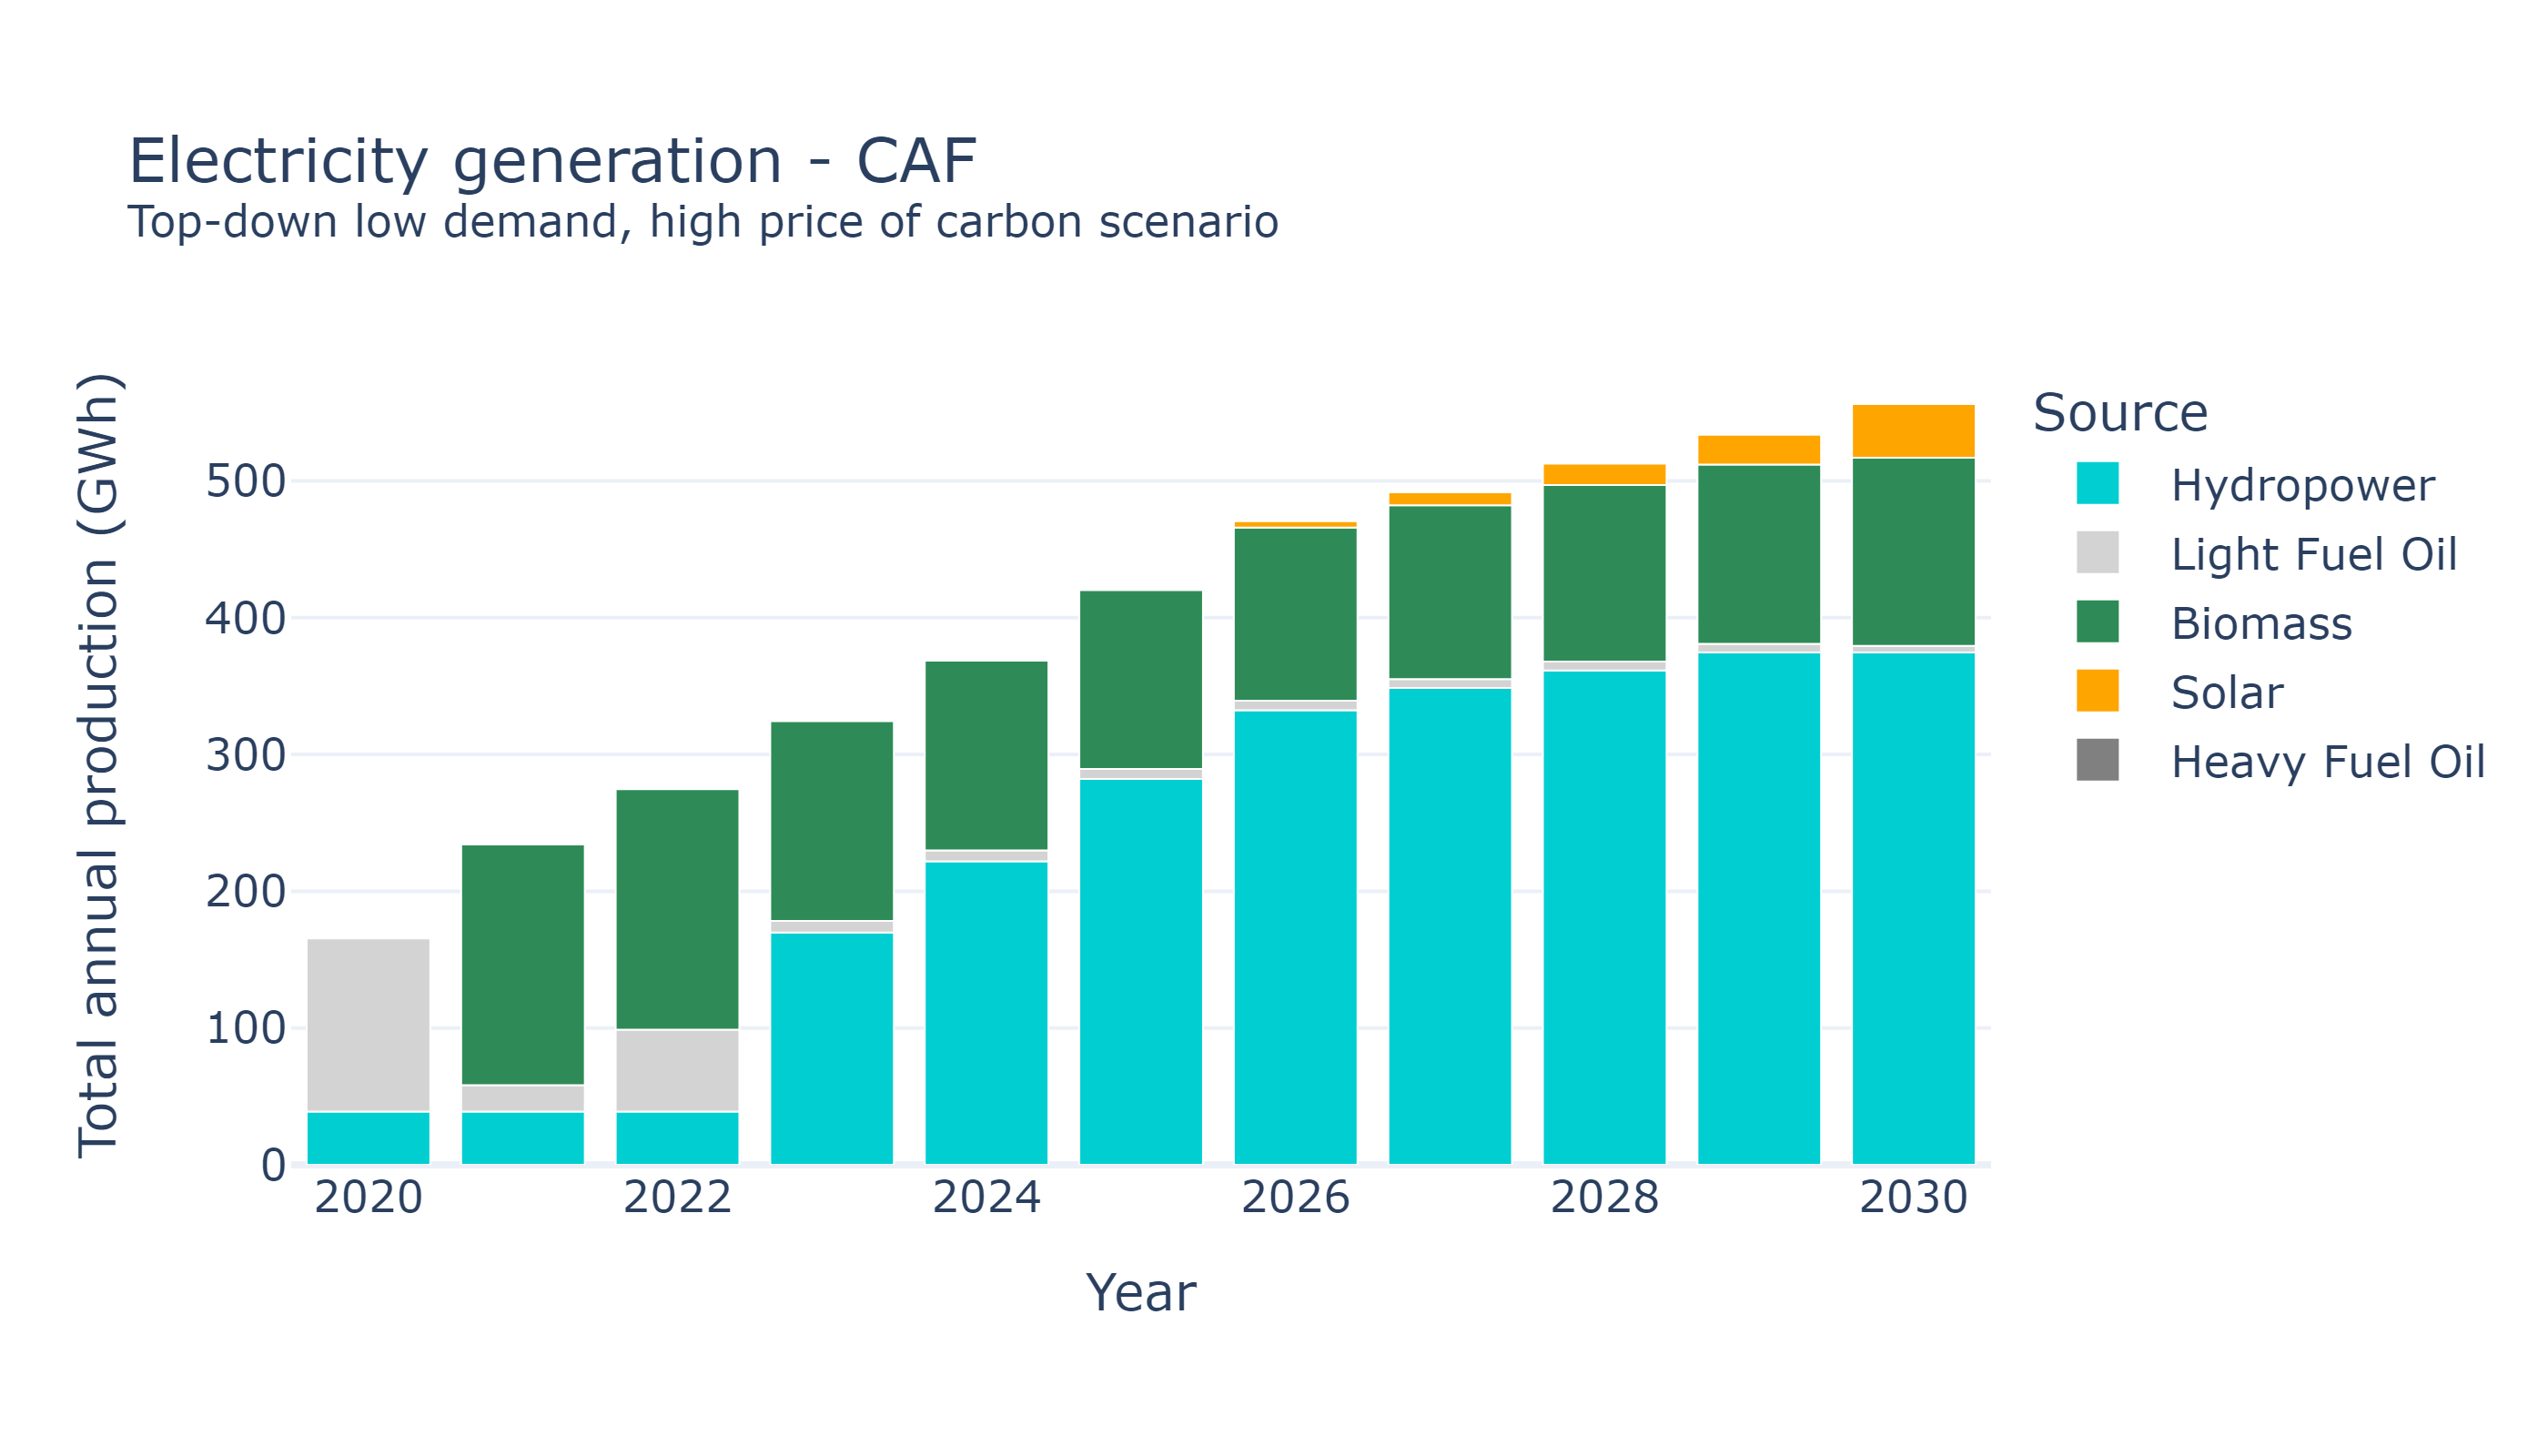 Electricity generation - CAF
Top-down low demand, high price of carbon scenario
Total annual production (GWh)
500
400
300
200
100
0
2020 2022 2024 2026 2028 2030
Year
Source
Hydropower
Light Fuel Oil
Biomass
Solar
Heavy Fuel Oil